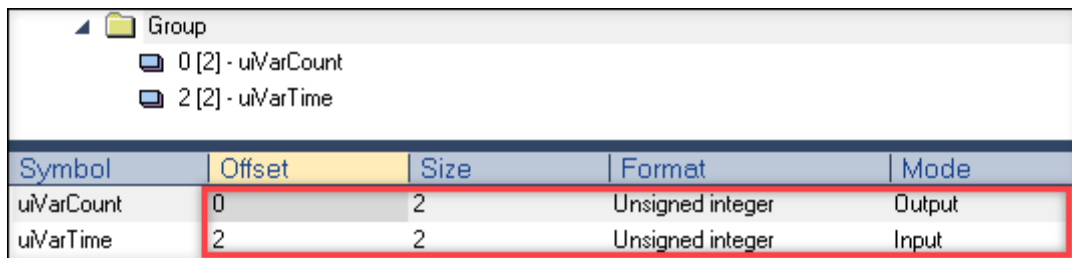 Group
0 [2] - uiVarCount
2 [2] - uiVarTime
Symbol Offset Size Format Mode
uiVarCount 0 2 Unsigned integer Output
uiVarTime 2 2 Unsigned integer Input